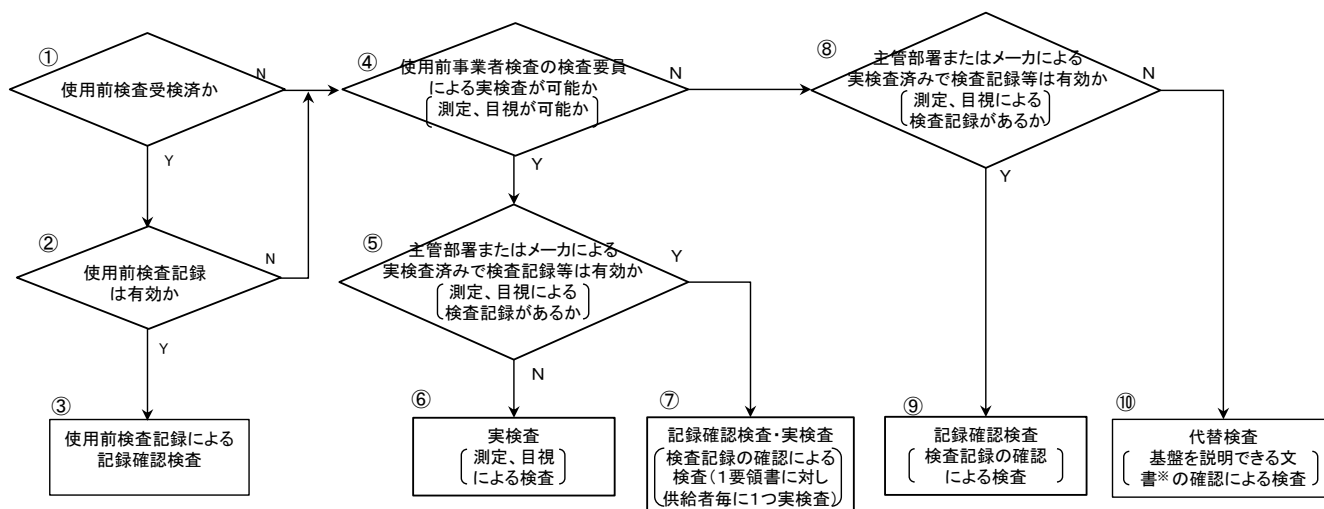 ①
使用前検査受検済か
N
Y
②
使用前検査記録
は有効か
N
Y
③
使用前検査記録による
記録確認検査
④
使用前事業者検査の検査要員
による実検査が可能か
測定、目視が可能か
N
Y
⑤
主管部署またはメーカによる
実検査済みで検査記録等は有効か
測定、目視による
検査記録があるか
Y
N
⑥
実検査
測定、目視
による検査
⑦
記録確認検査・実検査
検査記録の確認による
検査(1要領書に対し
供給者毎に1つ実検査)
⑧
主管部署またはメーカによる
実検査済みで検査記録等は有効か
測定、目視による
検査記録があるか
N
Y
⑨
記録確認検査
検査記録の確認
による検査
⑩
代替検査
基盤を説明できる文
書※の確認による検査